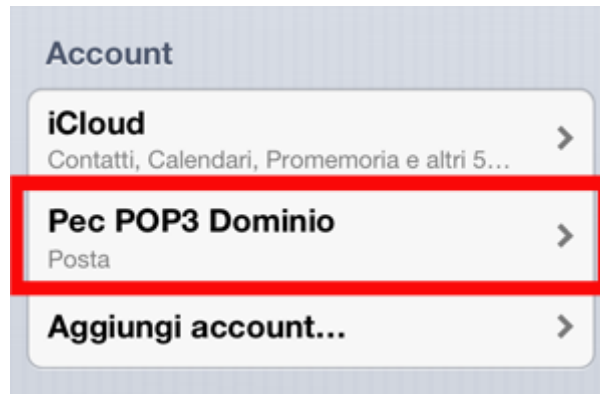 Account
iCloud
Contatti, Calendari, Promemoria e altri 5...
Pec POP3 Dominio
Posta
Aggiungi account...